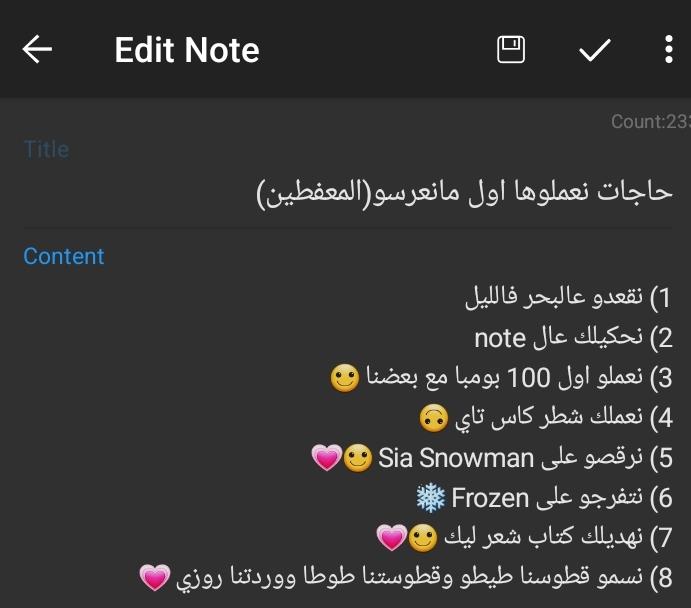 Edit Note
Count:233
Title
حاجات نعملوها اول مانعرسو(المعفطين)
Content
1) نقعدو عالبحر فالليل
2) نحكيلك عال note
3) نعملو اول 100 بومبا مع بعضنا 🙂
4) نعملك شطر كاس تاي 🙃
5) نرقصو على Sia Snowman 🙂💗
6) نتفرجو على Frozen ❄️
7) نهديلك كتاب شعر ليك 🙂💗
8) نسمو قطوسنا طيطو وقطوستنا طوطا ووردتنا روزي 💗